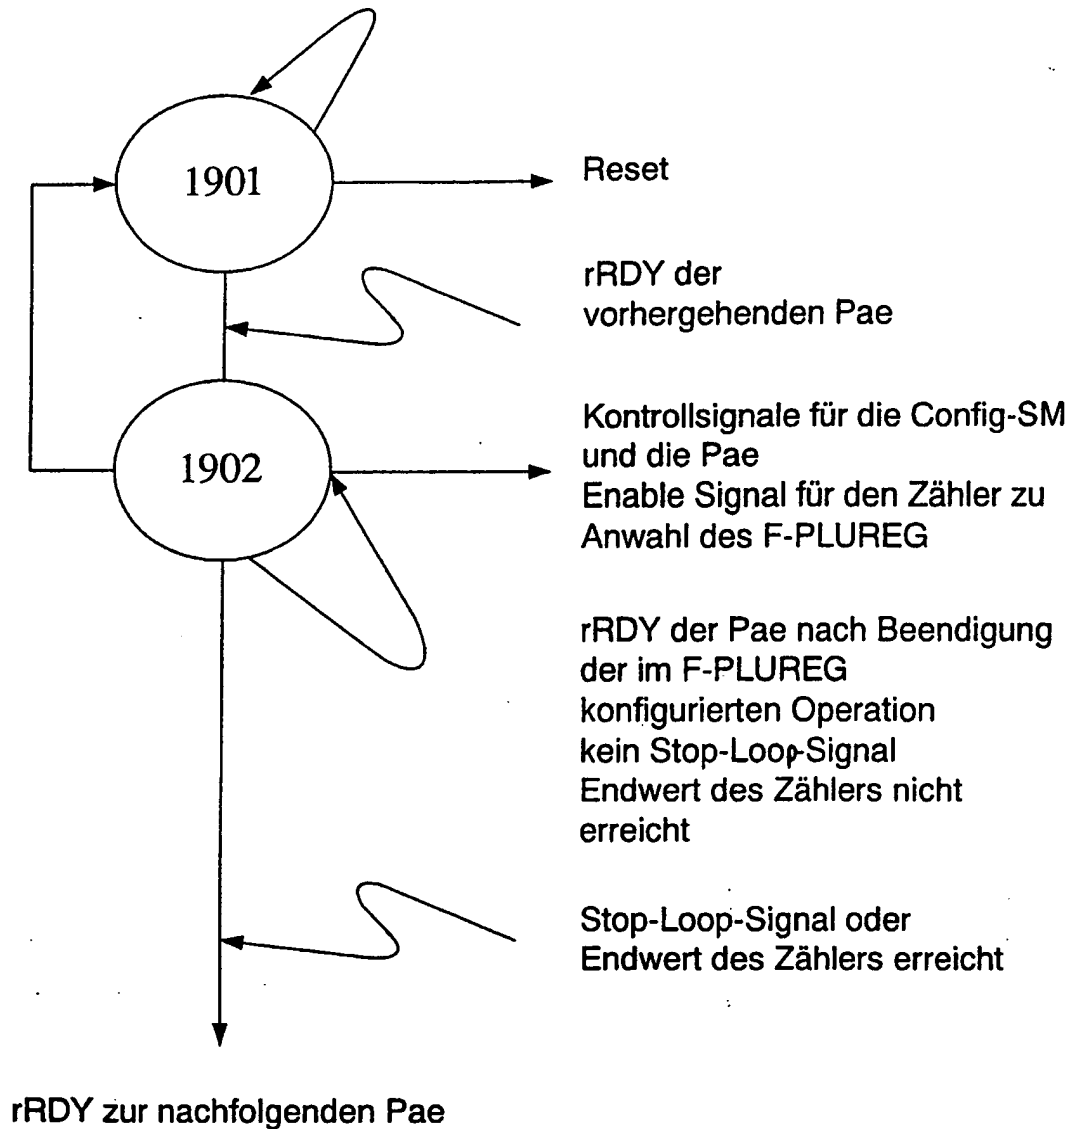 1901
Reset
rRDY der
vorhergehenden Pae
1902
Kontrollsignale für die Config-SM
und die Pae
Enable Signal für den Zähler zu
Anwahl des F-PLUREG
rRDY der Pae nach Beendigung
der im F-PLUREG
konfigurierten Operation
kein Stop-Loop-Signal
Endwert des Zählers nicht
erreicht
Stop-Loop-Signal oder
Endwert des Zählers erreicht
rRDY zur nachfolgenden Pae